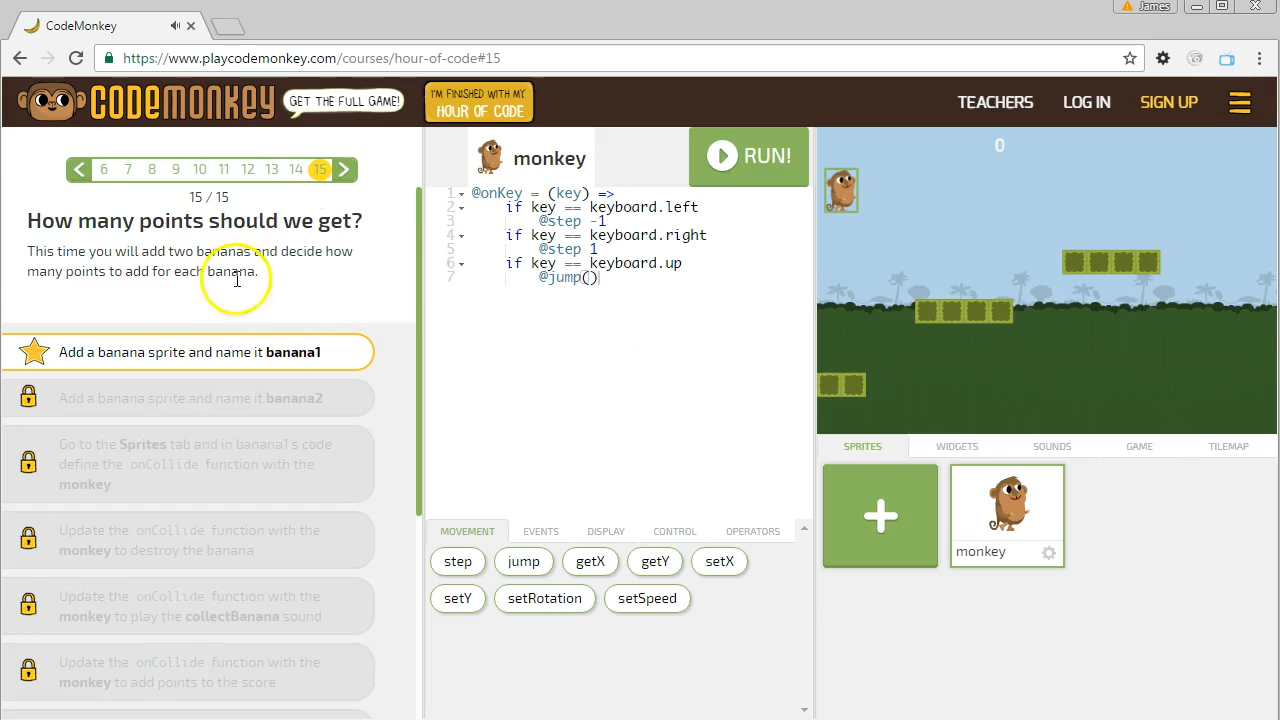 CodeMonkey
James
https://www.playcodemonkey.com/courses/hour-of-code#15
CODEMONKEY
GET THE FULL GAME!
I'M FINISHED WITH MY
HOUR OF CODE
TEACHERS
LOG IN
SIGN UP
6 7 8 9 10 11 12 13 14 15
15 / 15
How many points should we get?
This time you will add two bananas and decide how
many points to add for each banana.
Add a banana sprite and name it banana1
Add a banana sprite and name it banana2
Go to the Sprites tab and in banana1's code
define the onCollide function with the
monkey
Update the onCollide function with the
monkey to destroy the banana
Update the onCollide function with the
monkey to play the collectBanana sound
Update the onCollide function with the
monkey to add points to the score
monkey
RUN!
1 @onKey = (key) =>
2 if key == keyboard.left
3 @step -1
4 if key == keyboard.right
5 @step 1
6 if key == keyboard.up
7 @jump()
MOVEMENT EVENTS DISPLAY CONTROL OPERATORS
step jump getX getY setX
setY setRotation setSpeed
0
SPRITES WIDGETS SOUNDS GAME TILEMAP
+
monkey